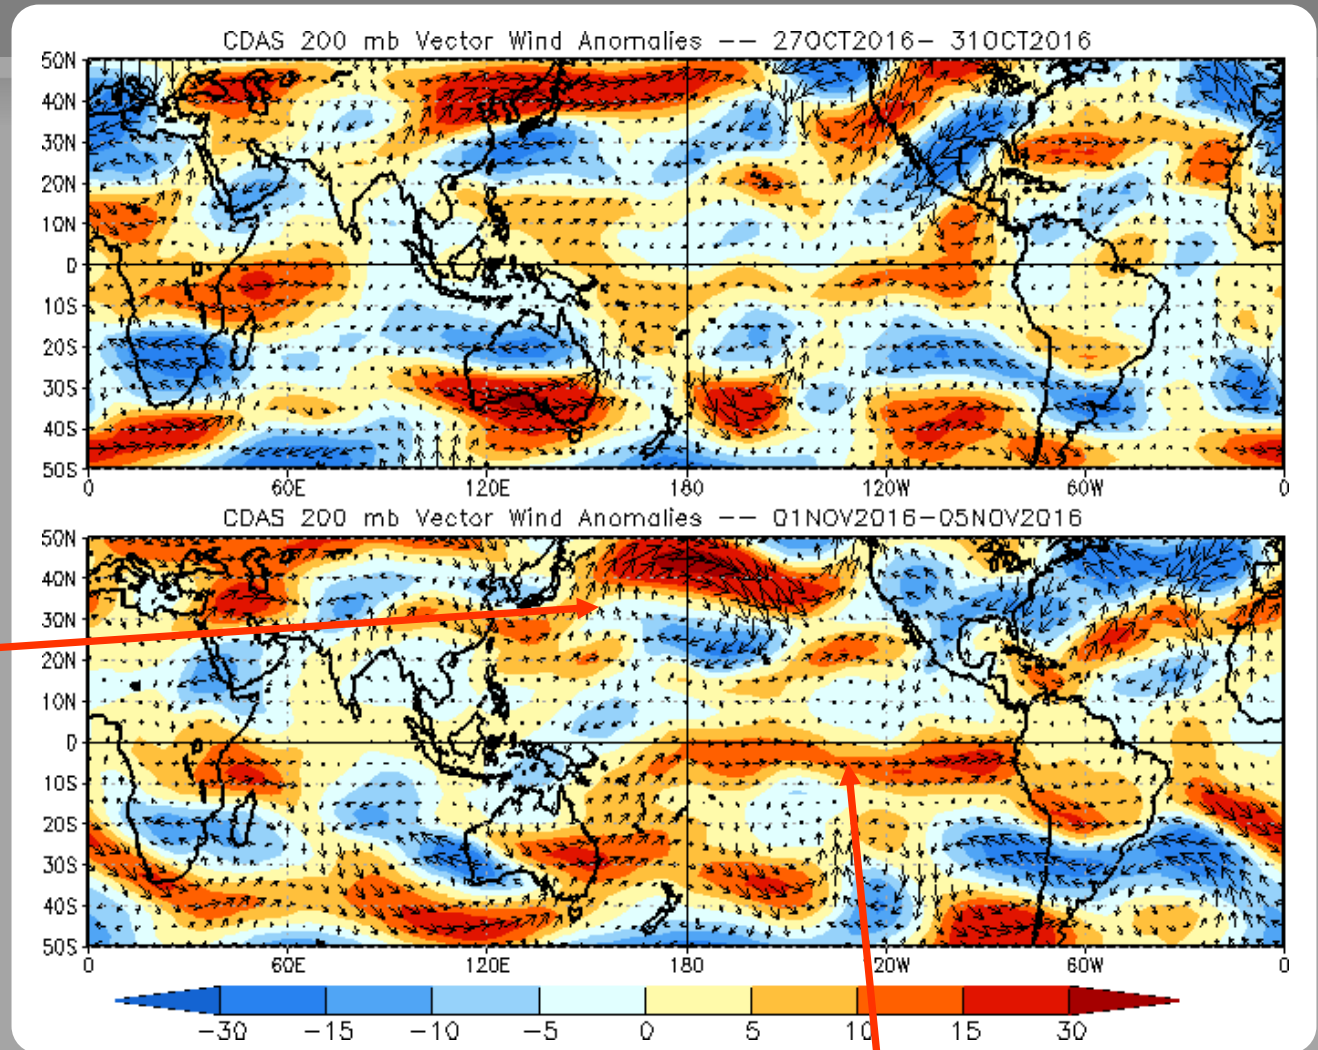 CDAS 200 mb Vector Wind Anomalies -- 27OCT2016- 31OCT2016
50N
40N
30N
20N
10N
0
10S
20S
30S
40S
50S
0 60E 120E 180 120W 60W 0
CDAS 200 mb Vector Wind Anomalies -- 01NOV2016-05NOV2016
50N
40N
30N
20N
10N
0
10S
20S
30S
40S
50S
0 60E 120E 180 20W 60W 0
-30 -15 -10 -5 0 5 10 15 30